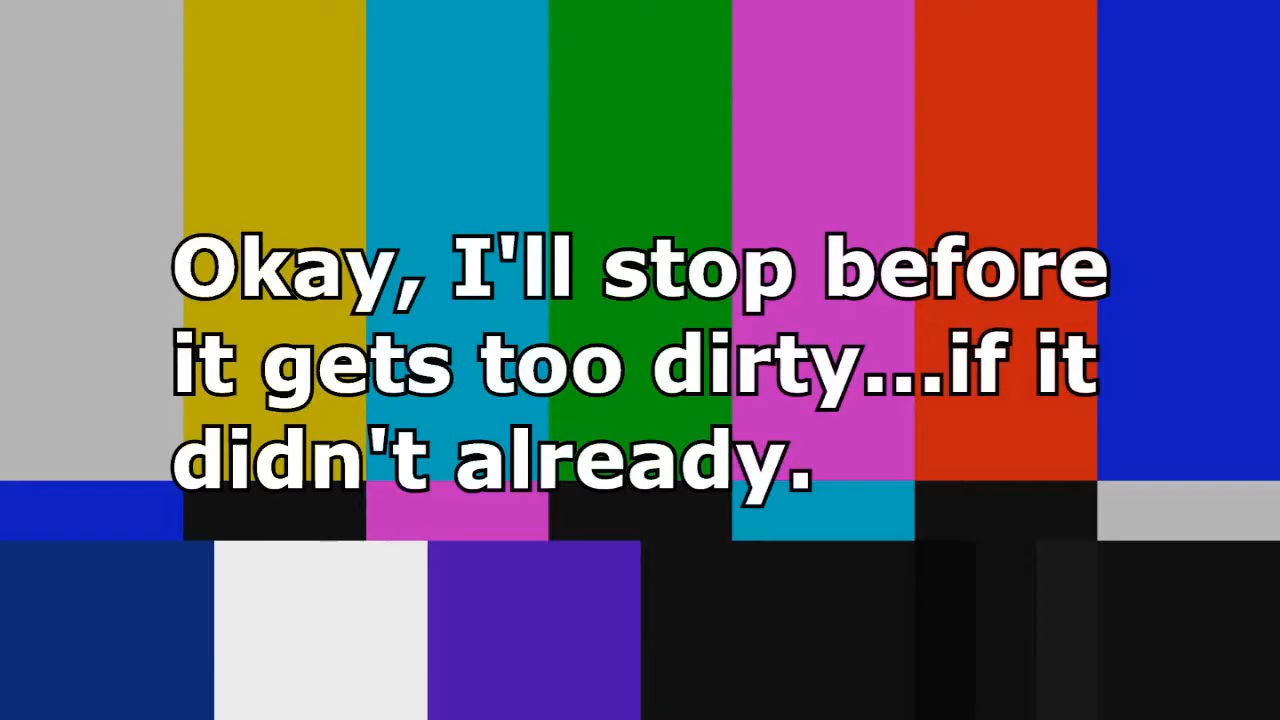 Okay, I'll stop before
it gets too dirty...if it
didn't already.